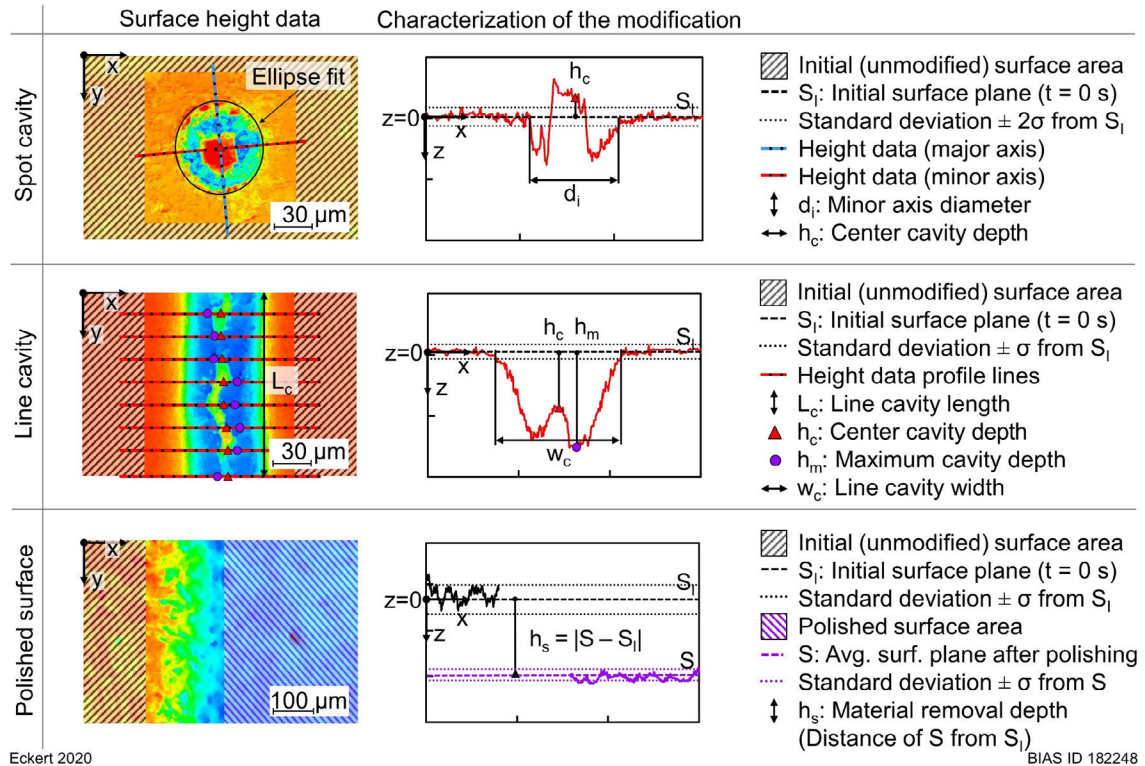 Surface height data
Characterization of the modification
Spot cavity
x
y
Ellipse fit
30 µm
h_c
S_I
z=0
x
z
d_i
Initial (unmodified) surface area
S_I: Initial surface plane (t = 0 s)
Standard deviation ± 2σ from S_I
Height data (major axis)
Height data (minor axis)
d_i: Minor axis diameter
h_c: Center cavity depth
Line cavity
x
y
L_c
30 µm
h_c h_m
S_I
z=0
x
z
w_c
Initial (unmodified) surface area
S_I: Initial surface plane (t = 0 s)
Standard deviation ± σ from S_I
Height data profile lines
L_c: Line cavity length
h_c: Center cavity depth
h_m: Maximum cavity depth
w_c: Line cavity width
Polished surface
x
y
100 µm
S_I
z=0
x
z
h_s = |S – S_I|
S
Initial (unmodified) surface area
S_I: Initial surface plane (t = 0 s)
Standard deviation ± σ from S_I
Polished surface area
S: Avg. surf. plane after polishing
Standard deviation ± σ from S
h_s: Material removal depth
(Distance of S from S_I)
Eckert 2020
BIAS ID 182248